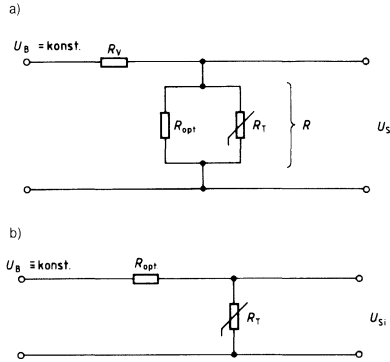 a)
U_B = konst. R_V
R_opt R_T R U_S
b)
U_B ≡ konst. R_opt.
R_T U_Si